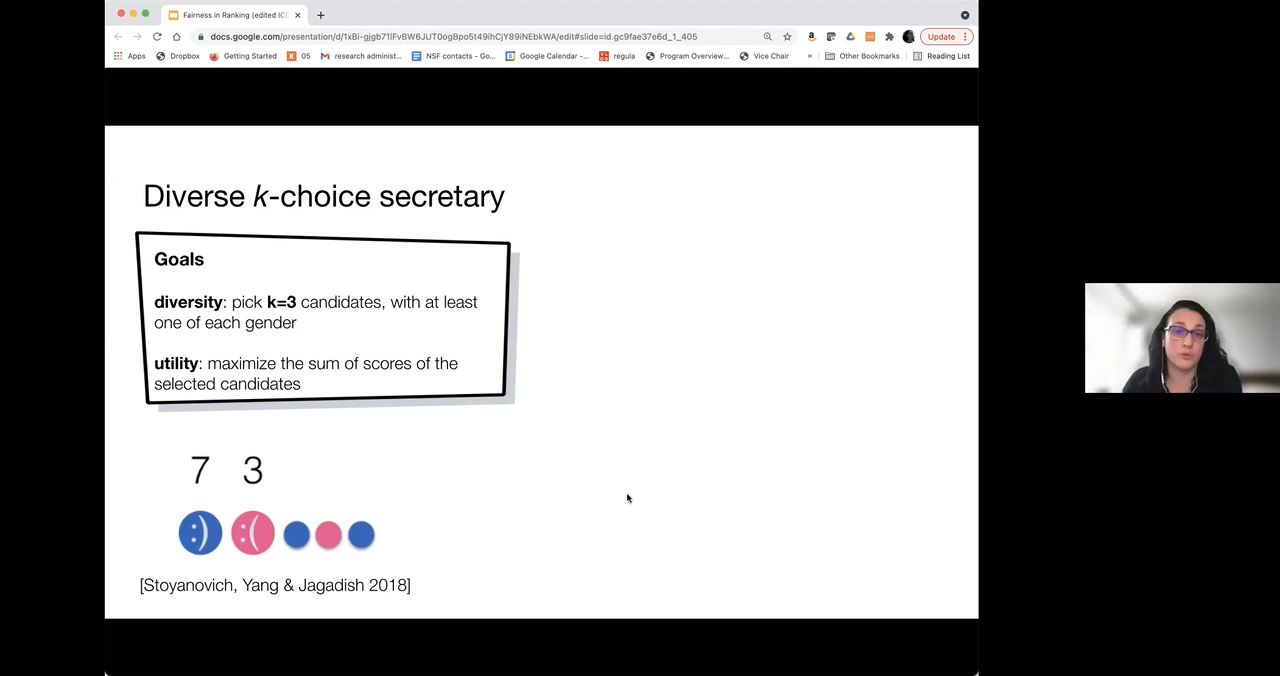 Fairness in Ranking (edited IC
docs.google.com/presentation/d/1xBi-gjgb71IFvBW6JUT0ogBpo5t49ihCjY89iNEbkWA/edit#slide=id.gc9fae37e6d_1_405
Update
Apps Dropbox Getting Started 05 research administ... NSF contacts - Go... Google Calendar -... regula Program Overview... Vice Chair » Other Bookmarks Reading List
Diverse k-choice secretary
Goals
diversity: pick k=3 candidates, with at least
one of each gender
utility: maximize the sum of scores of the
selected candidates
7 3
:) :(
[Stoyanovich, Yang & Jagadish 2018]